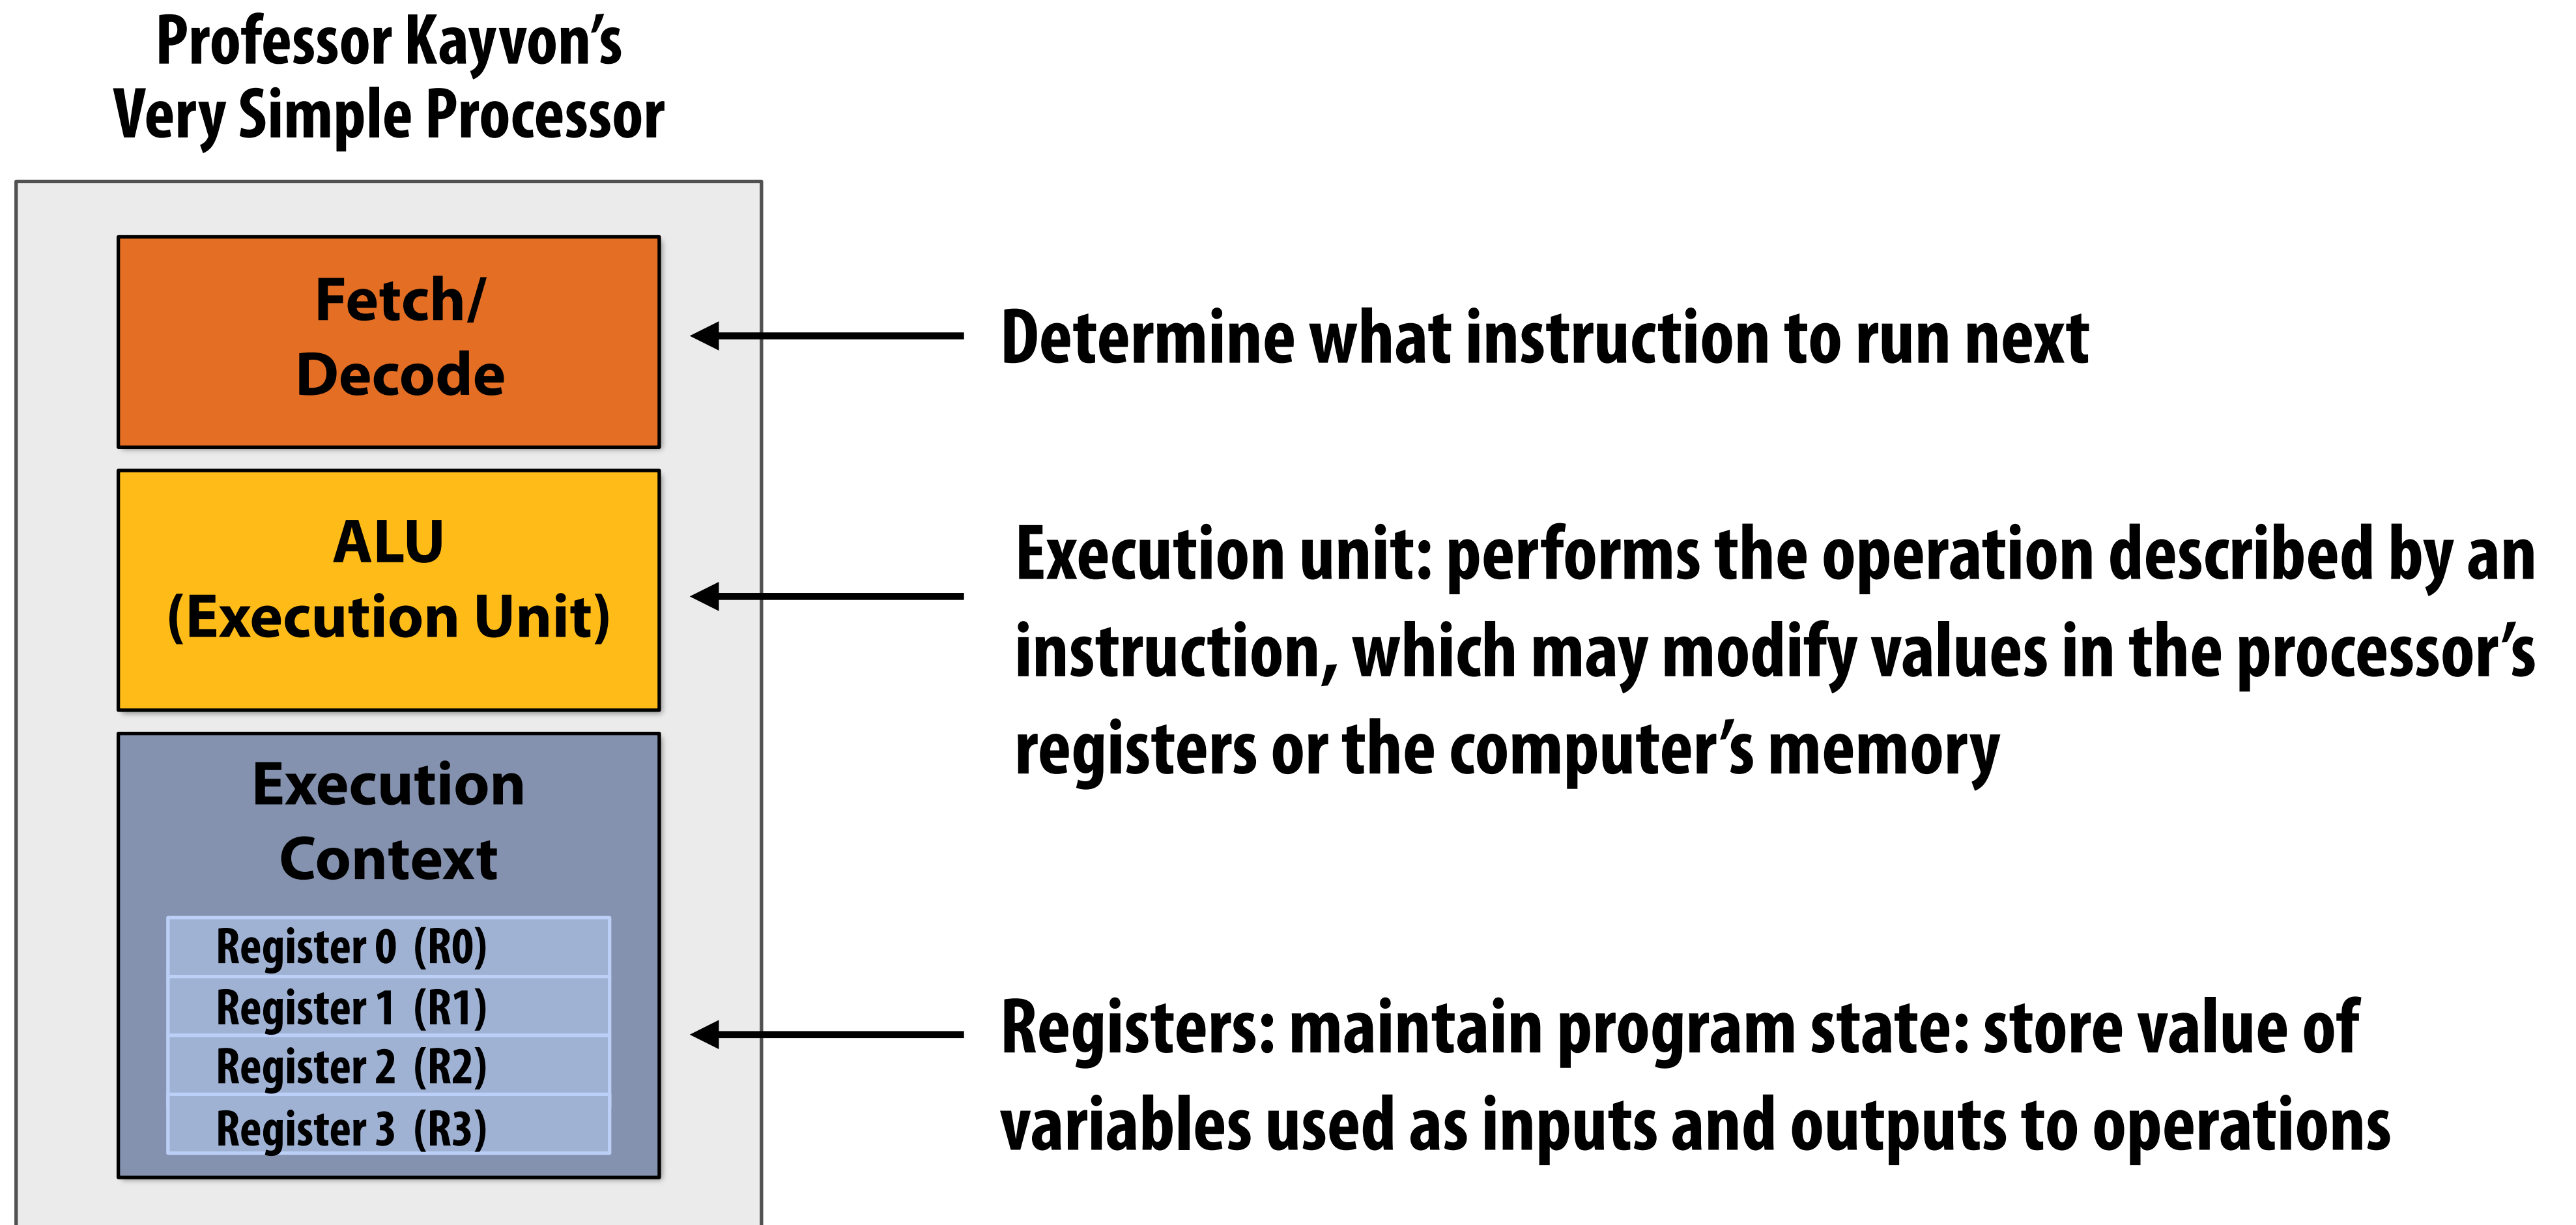 Professor Kayvon’s
Very Simple Processor
Fetch/
Decode
Determine what instruction to run next
ALU
(Execution Unit)
Execution unit: performs the operation described by an
instruction, which may modify values in the processor’s
registers or the computer’s memory
Execution
Context
Register 0 (R0)
Register 1 (R1)
Register 2 (R2)
Register 3 (R3)
Registers: maintain program state: store value of
variables used as inputs and outputs to operations